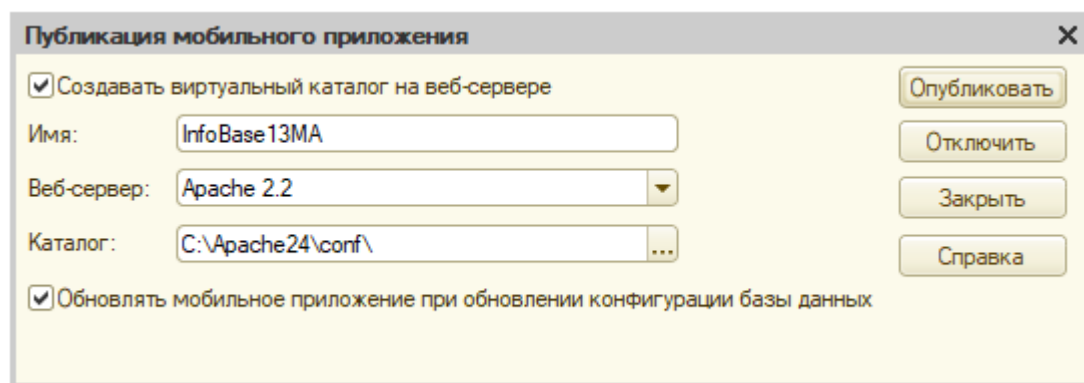 Публикация мобильного приложения
Создавать виртуальный каталог на веб-сервере
Опубликовать
Имя: InfoBase13MA
Отключить
Веб-сервер: Apache 2.2
Закрыть
Каталог: C:\Apache24\conf\ ...
Справка
Обновлять мобильное приложение при обновлении конфигурации базы данных